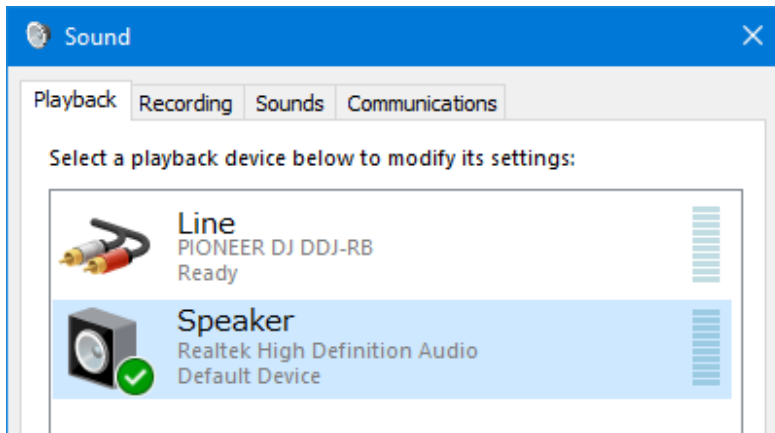 Sound
Playback Recording Sounds Communications
Select a playback device below to modify its settings:
Line
PIONEER DJ DDJ-RB
Ready
Speaker
Realtek High Definition Audio
Default Device